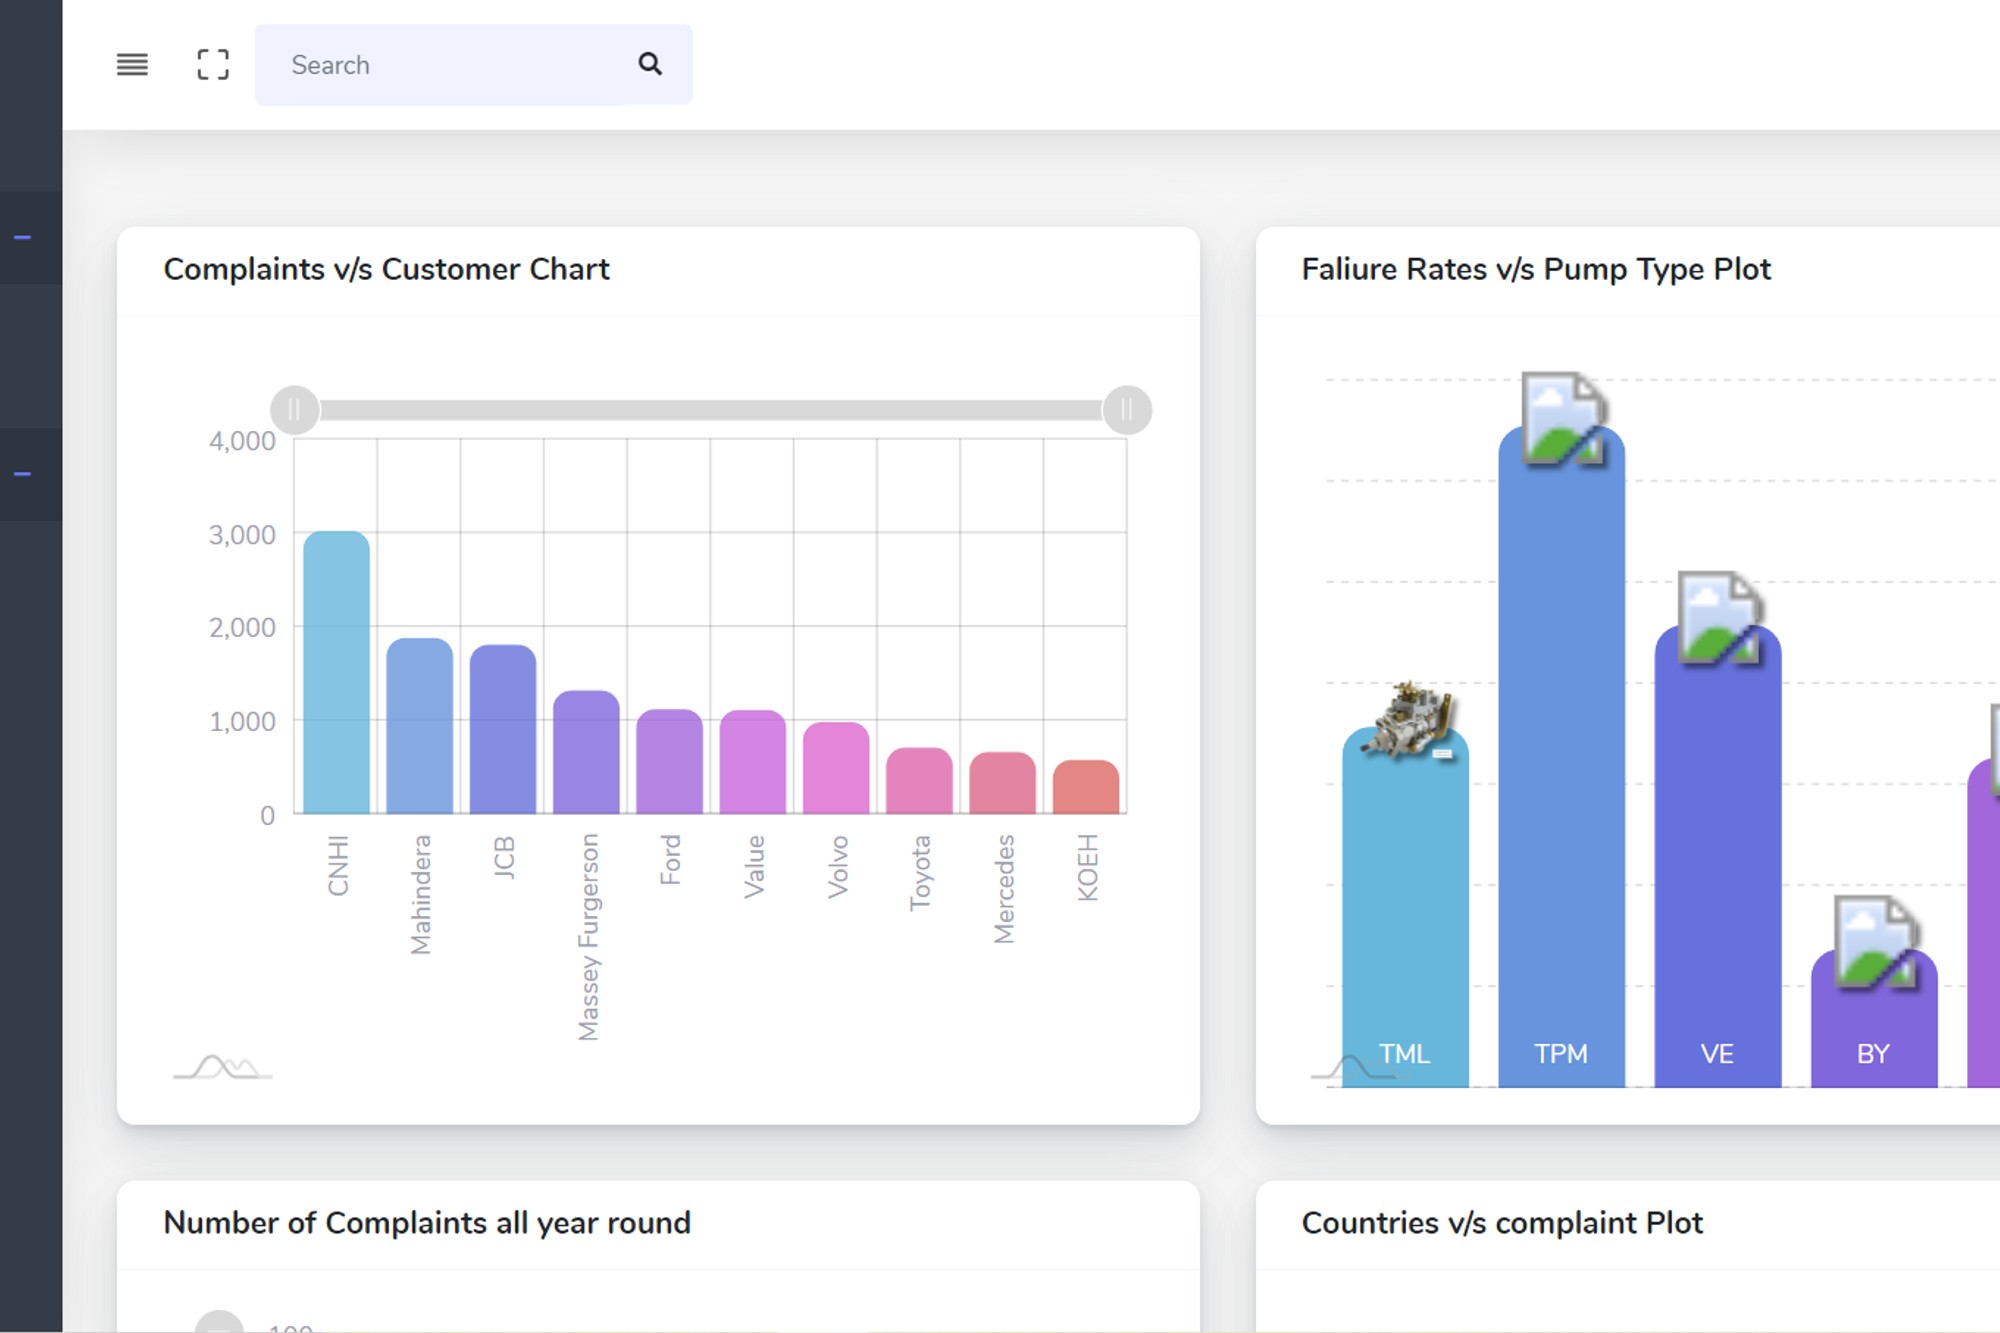 Search
Complaints v/s Customer Chart
4,000
3,000
2,000
1,000
0
CNHI
Mahindera
JCB
Massey Furgerson
Ford
Value
Volvo
Toyota
Mercedes
KOEH
Faliure Rates v/s Pump Type Plot
TML
TPM
VE
BY
Number of Complaints all year round
100
Countries v/s complaint Plot